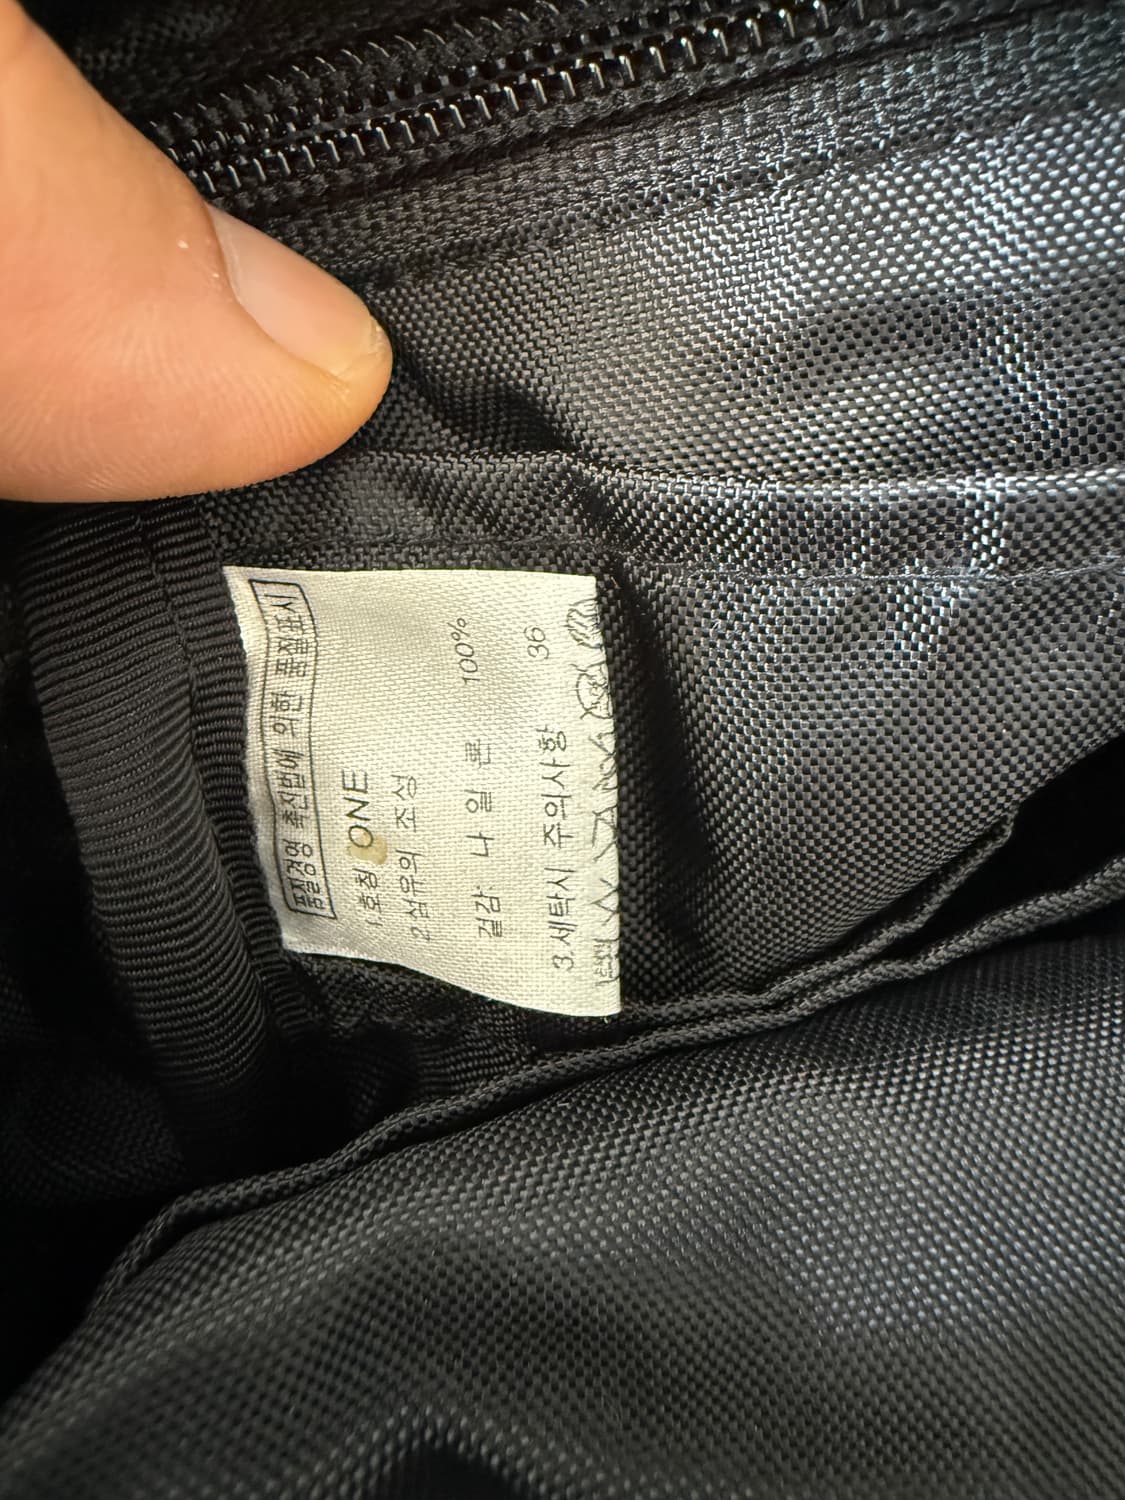 품질경영 촉진법에 의한 품질표시
1.호칭 ONE
2.섬유의 조성
겉감: 나 일 론 100%
3.세탁시 주의사항 36